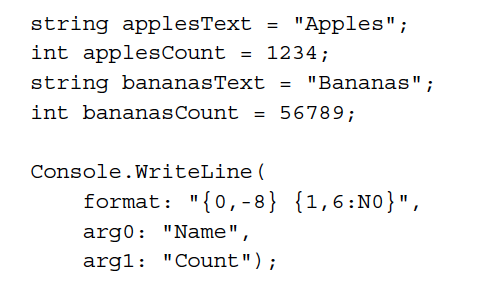 string applesText = "Apples";
int applesCount = 1234;
string bananasText = "Bananas";
int bananasCount = 56789;

Console.WriteLine(
    format: "{0,-8} {1,6:N0}",
    arg0: "Name",
    arg1: "Count");